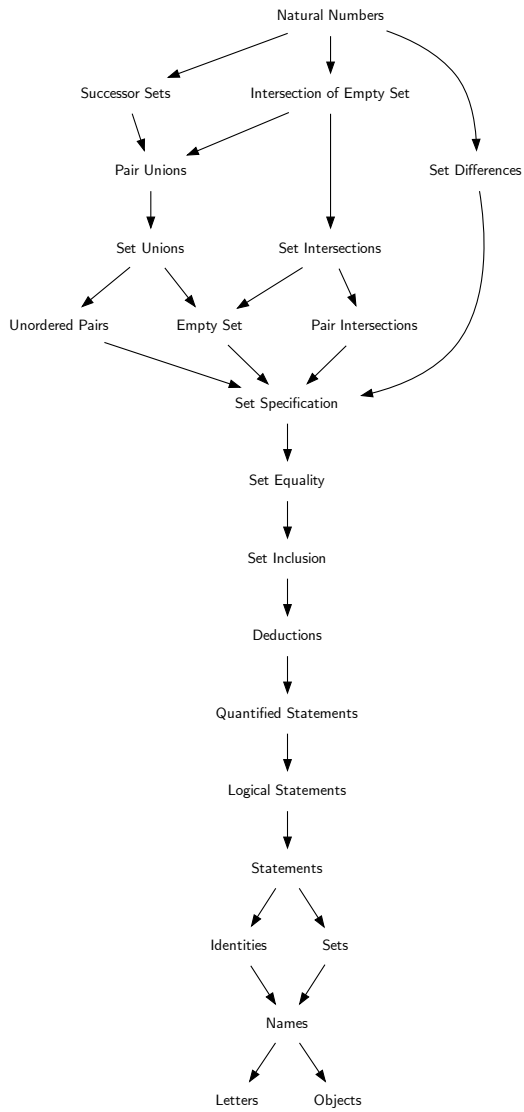 Natural Numbers
Successor Sets
Intersection of Empty Set
Pair Unions
Set Differences
Set Unions
Set Intersections
Unordered Pairs
Empty Set
Pair Intersections
Set Specification
Set Equality
Set Inclusion
Deductions
Quantified Statements
Logical Statements
Statements
Identities
Sets
Names
Letters
Objects